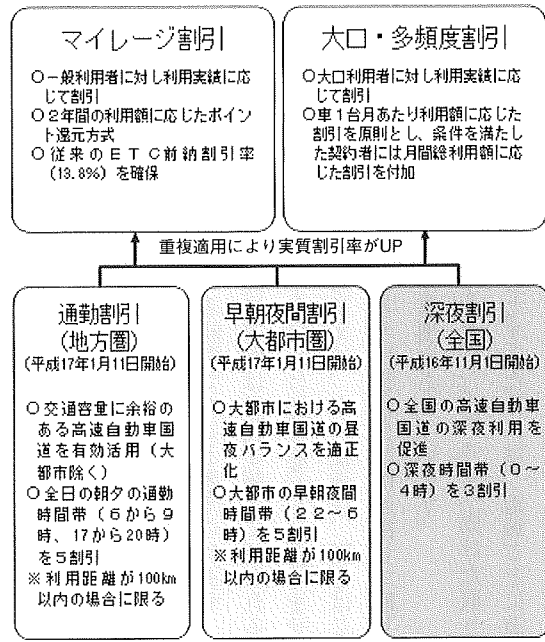 マイレージ割引
○一般利用者に対し利用実績に応
じて割引
○2年間の利用額に応じたポイン
ト還元方式
○従来のETC前納割引率
(13.8%)を確保
大口・多頻度割引
○大口利用者に対し利用実績に応
じて割引
○車1台月あたり利用額に応じた
割引を原則とし、条件を満たし
た契約者には月間総利用額に応
じた割引を付加
重複適用により実質割引率がUP
通勤割引
(地方圏)
(平成17年1月11日開始)
○交通容量に余裕の
ある高速自動車国
道を有効活用(大
都市除く)
○全日の朝夕の通勤
時間帯(6から9
時、17から20時)
を5割引
※利用距離が100km
以内の場合に限る
早朝夜間割引
(大都市圏)
(平成17年1月11日開始)
○大都市における高
速自動車国道の昼
夜バランスを適正
化
○大都市の早朝夜間
時間帯(22~6
時)を5割引
※利用距離が100km
以内の場合に限る
深夜割引
(全国)
(平成16年11月1日開始)
○全国の高速自動車
国道の深夜利用を
促進
○深夜時間帯(0~
4時)を3割引